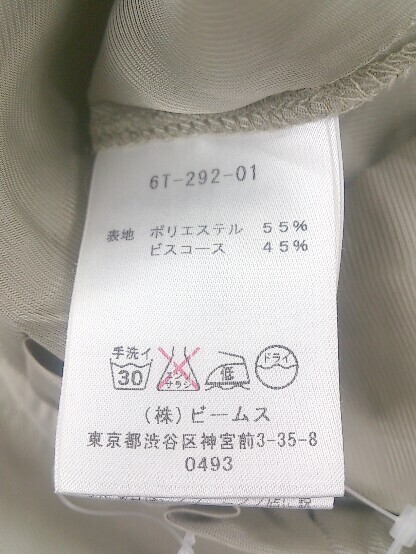 6T-292-01
表地 ポリエステル 55%
ビスコース 45%
手洗イ
30
エンソ
サラシ
低
ドライ
(株)ビームス
東京都渋谷区神宮前3-35-8
0493